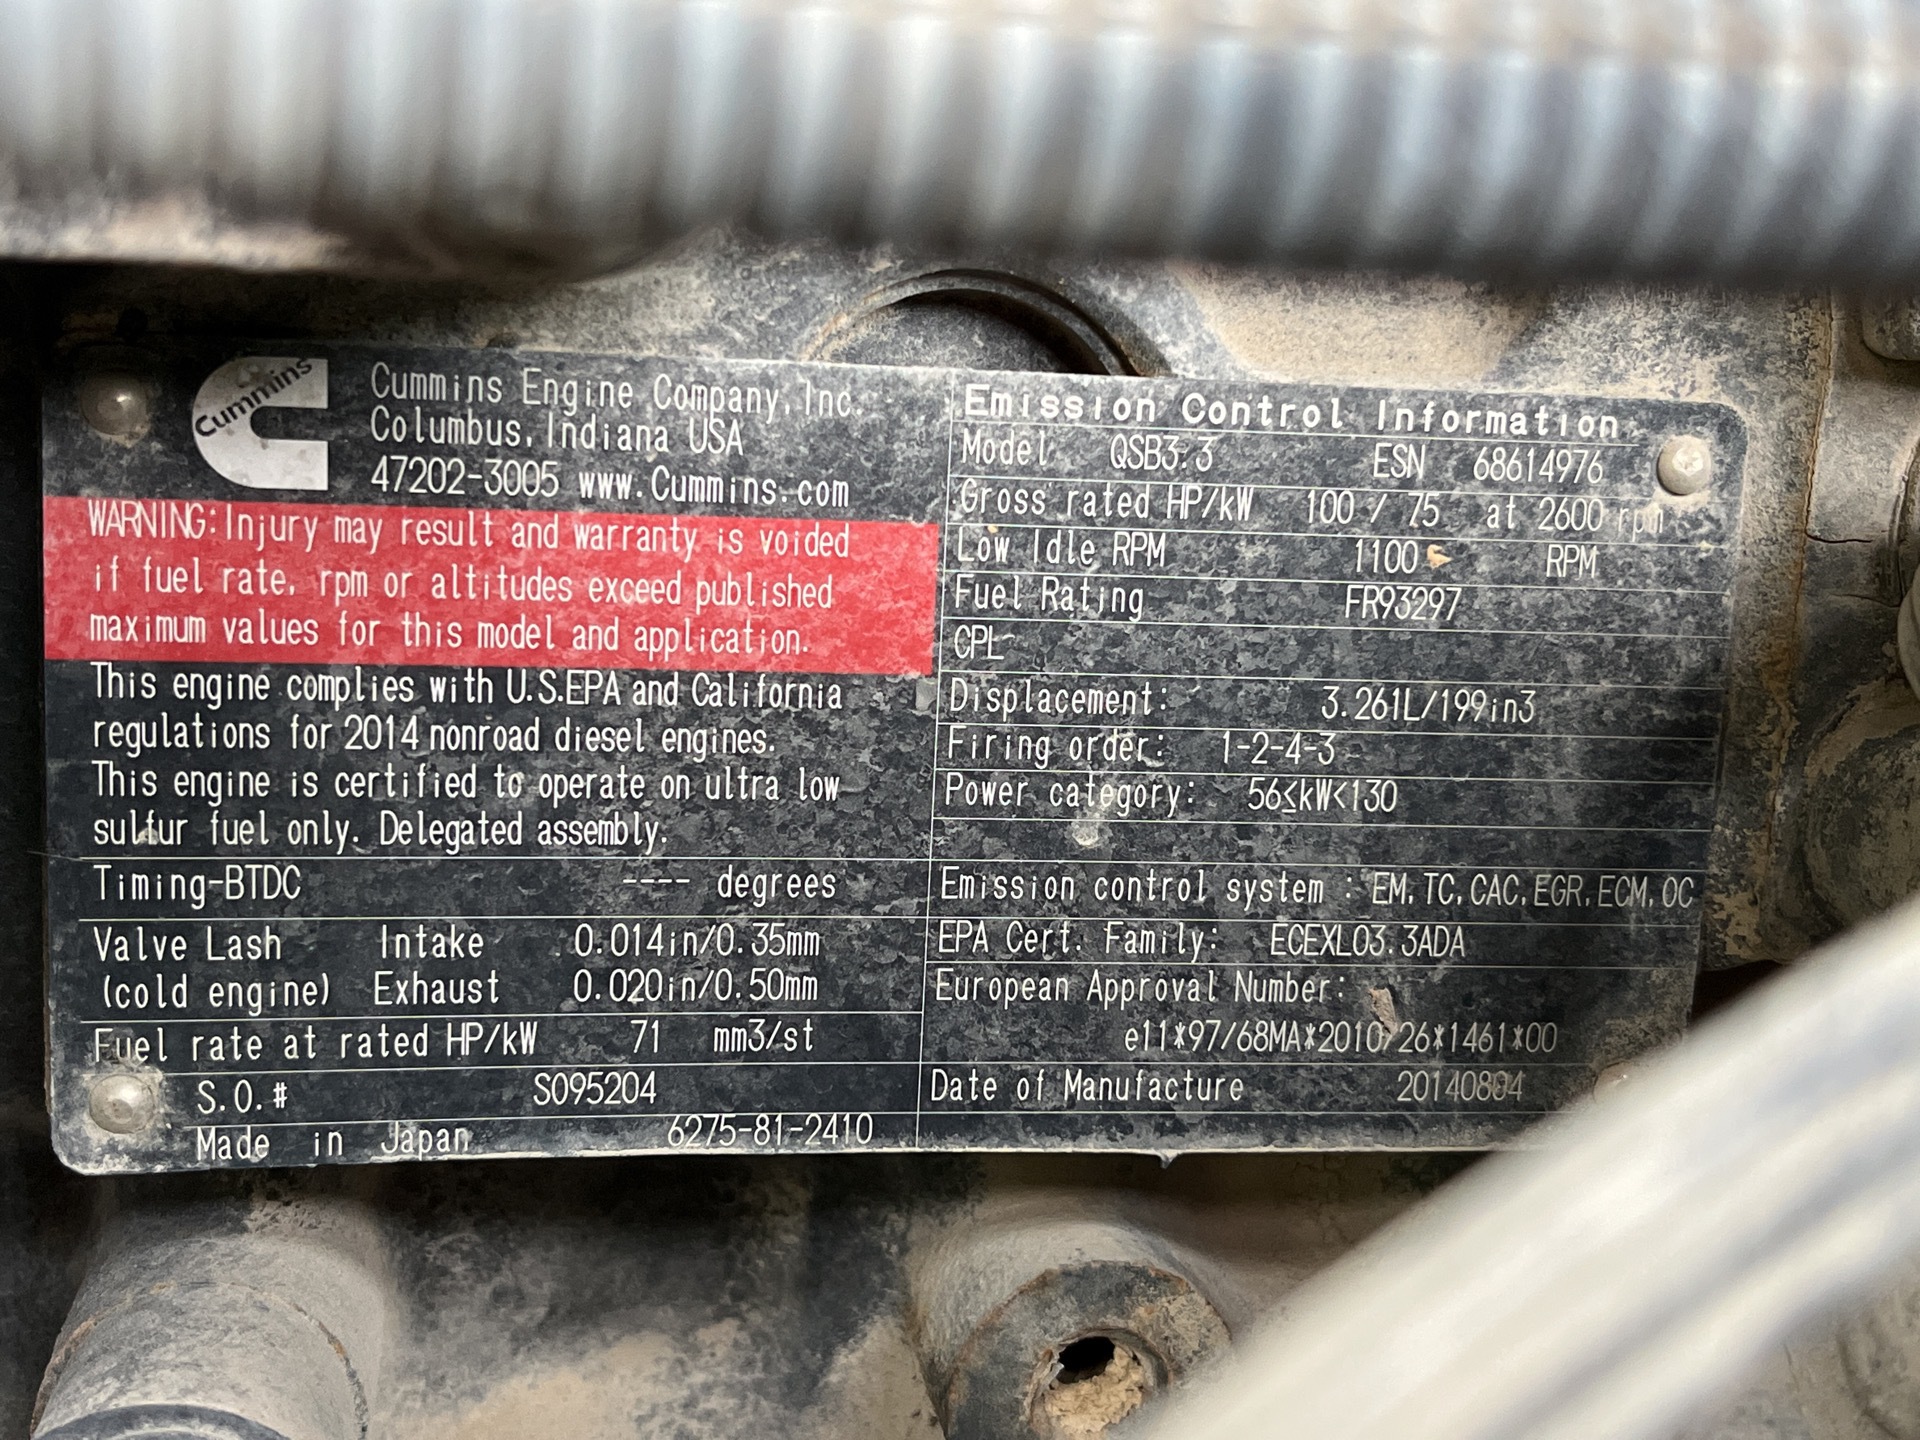 Cummins
Cummins Engine Company, Inc.
Columbus, Indiana USA
47202-3005 www.Cummins.com
WARNING: Injury may result and warranty is voided
if fuel rate, rpm or altitudes exceed published
maximum values for this model and application.
This engine complies with U.S.EPA and California
regulations for 2014 nonroad diesel engines.
This engine is certified to operate on ultra low
sulfur fuel only. Delegated assembly.
Timing-BTDC ---- degrees
Valve Lash Intake 0.014in/0.35mm
(cold engine) Exhaust 0.020in/0.50mm
Fuel rate at rated HP/kW 71 mm3/st
S.O.# SO95204
Made in Japan 6275-81-2410
Emission Control Information
Model QSB3.3 ESN 68614976
Gross rated HP/kW 100 / 75 at 2600 rpm
Low Idle RPM 1100 RPM
Fuel Rating FR93297
CPL
Displacement: 3.261L/199in3
Firing order: 1-2-4-3
Power category: 56≤kW<130
Emission control system : EM, TC, CAC, EGR, ECM, OC
EPA Cert. Family: ECEXL03.3ADA
European Approval Number:
e11*97/68MA*2010/26*1461*00
Date of Manufacture 20140804